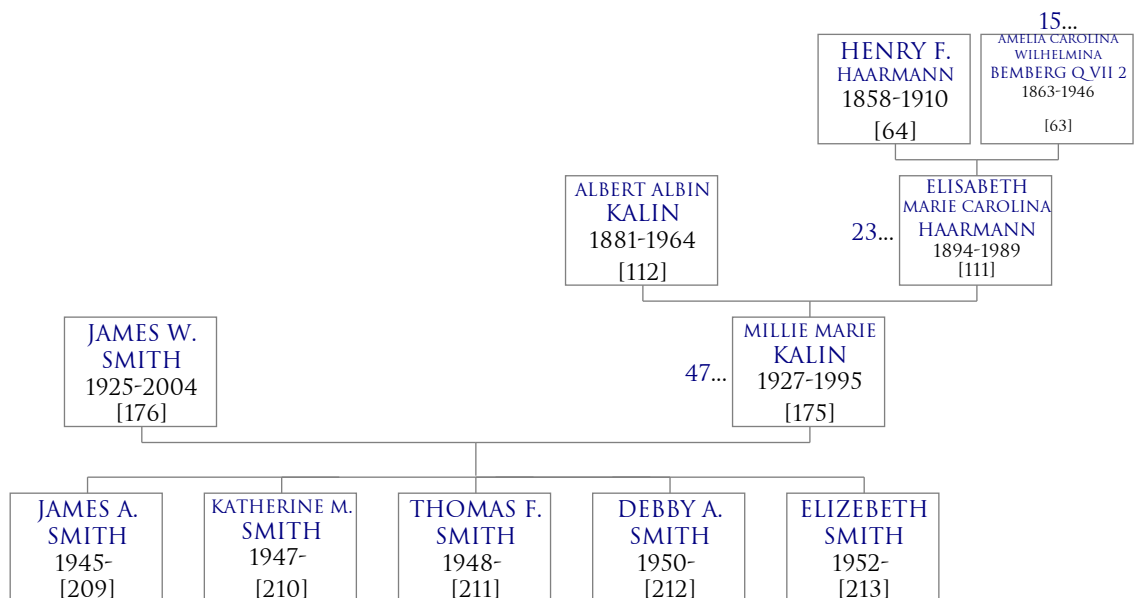 15...
HENRY F.
HAARMANN
1858-1910
[64]
AMELIA CAROLINA
WILHELMINA
BEMBERG Q VII 2
1863-1946
[63]
ALBERT ALBIN
KALIN
1881-1964
[112]
23...
ELISABETH
MARIE CAROLINA
HAARMANN
1894-1989
[111]
JAMES W.
SMITH
1925-2004
[176]
47...
MILLIE MARIE
KALIN
1927-1995
[175]
JAMES A.
SMITH
1945-
[209]
KATHERINE M.
SMITH
1947-
[210]
THOMAS F.
SMITH
1948-
[211]
DEBBY A.
SMITH
1950-
[212]
ELIZEBETH
SMITH
1952-
[213]